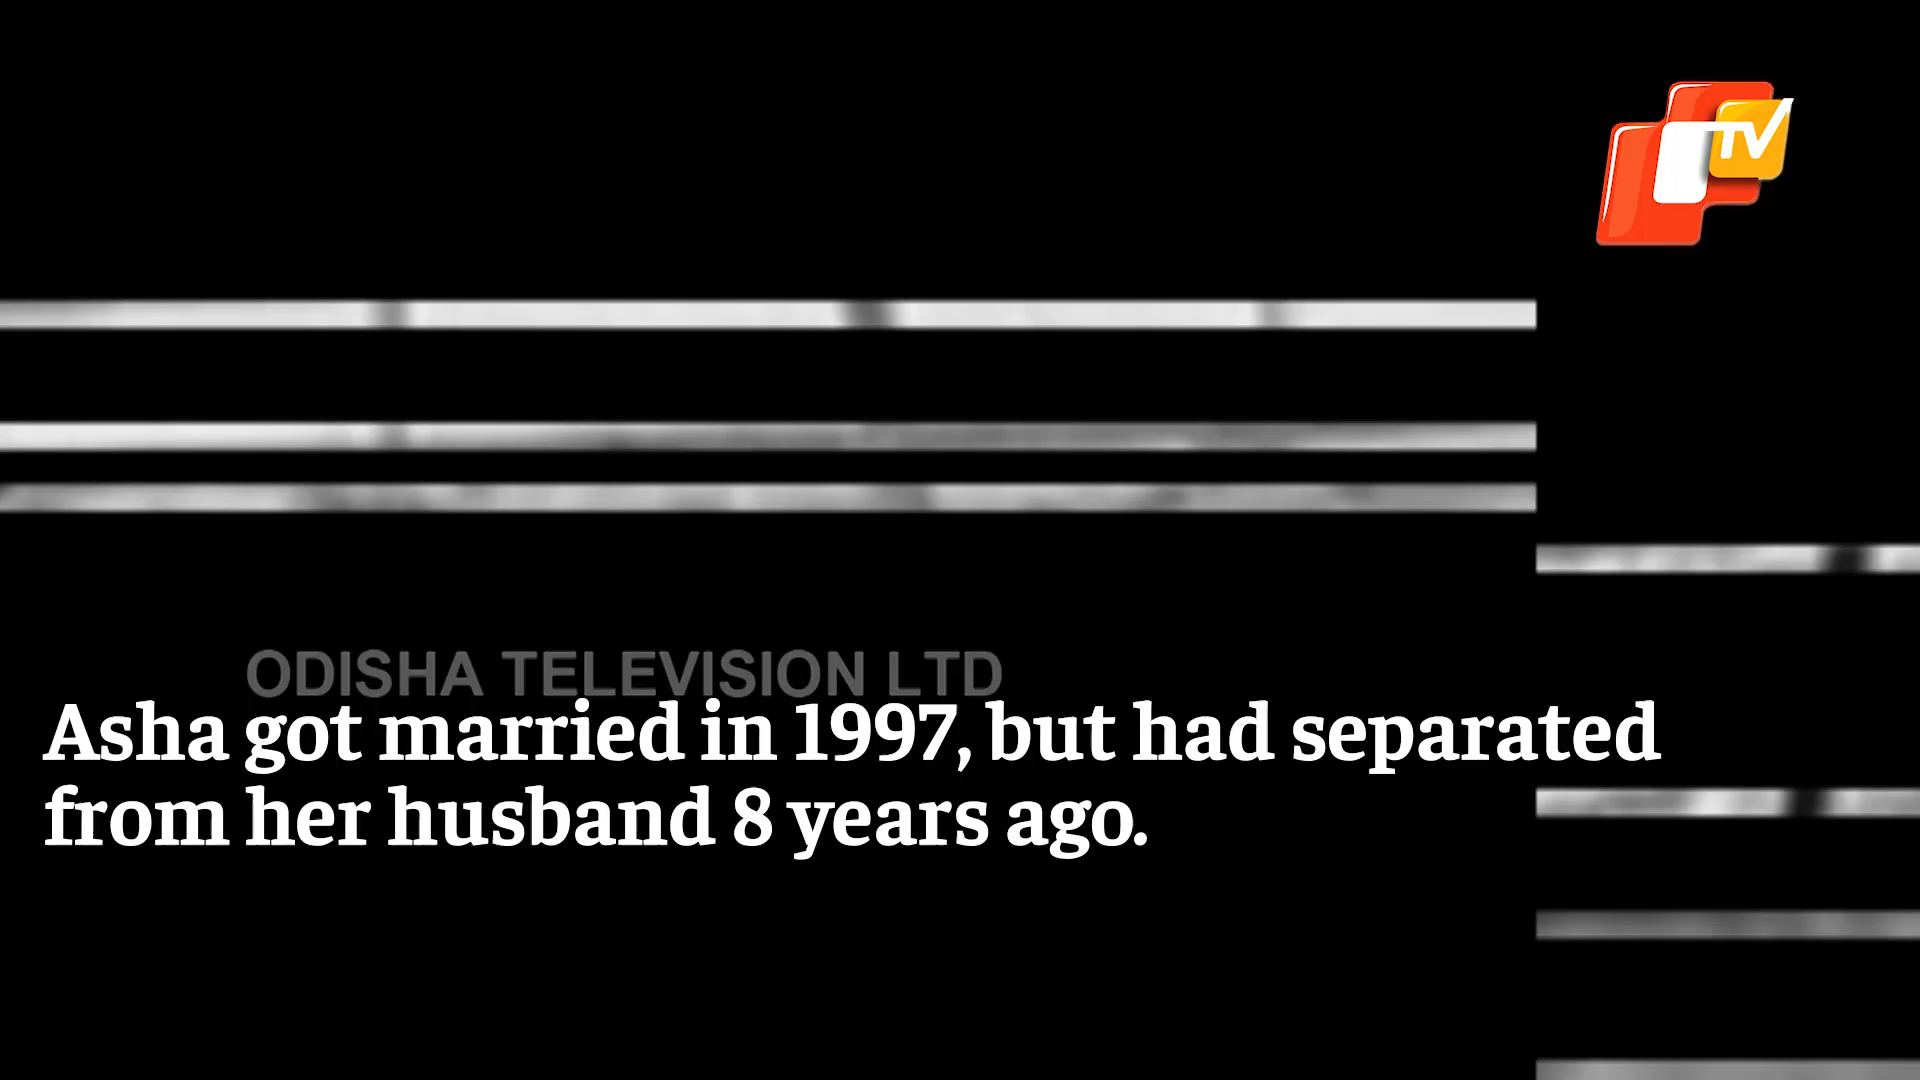 TV
ODISHA TELEVISION LTD
Asha got married in 1997, but had separated
from her husband 8 years ago.